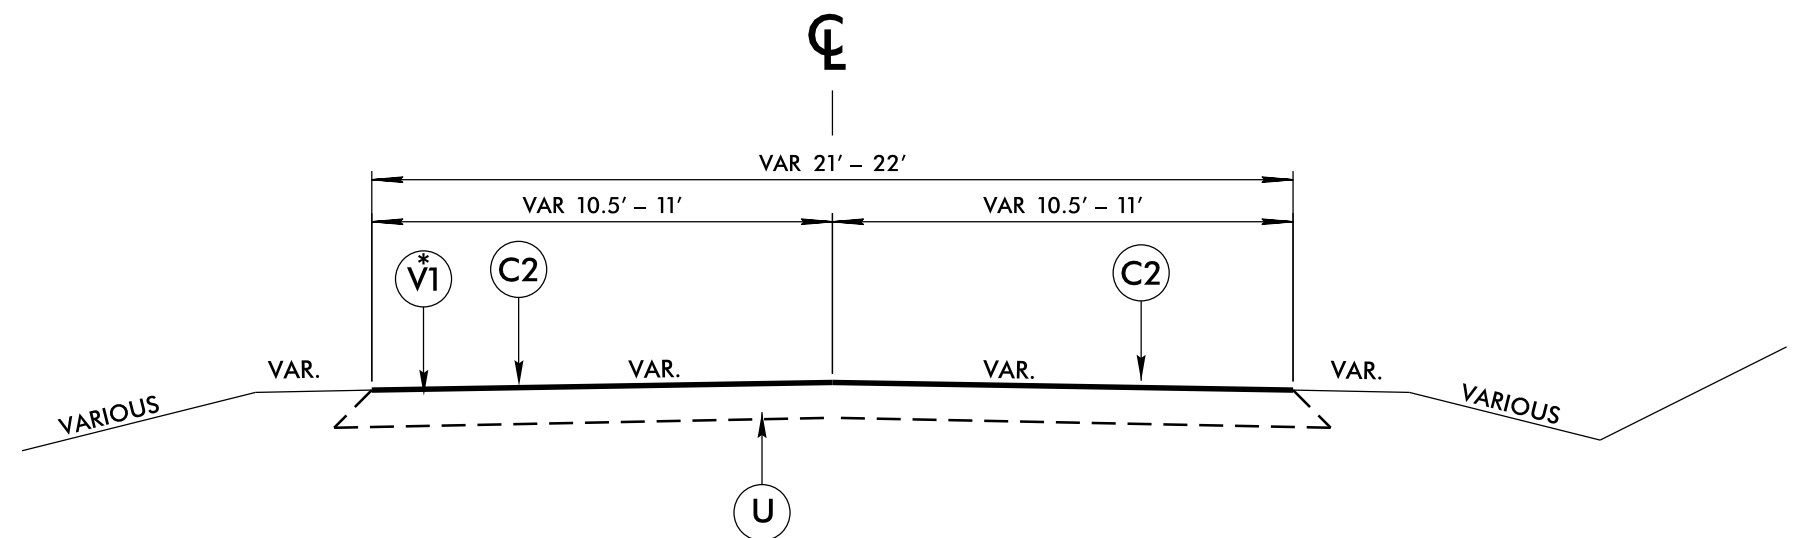 ℄
VAR 21' – 22'
VAR 10.5' – 11'
VAR 10.5' – 11'
*
V1
C2
C2
VAR.
VAR.
VAR.
VAR.
VARIOUS
VARIOUS
U